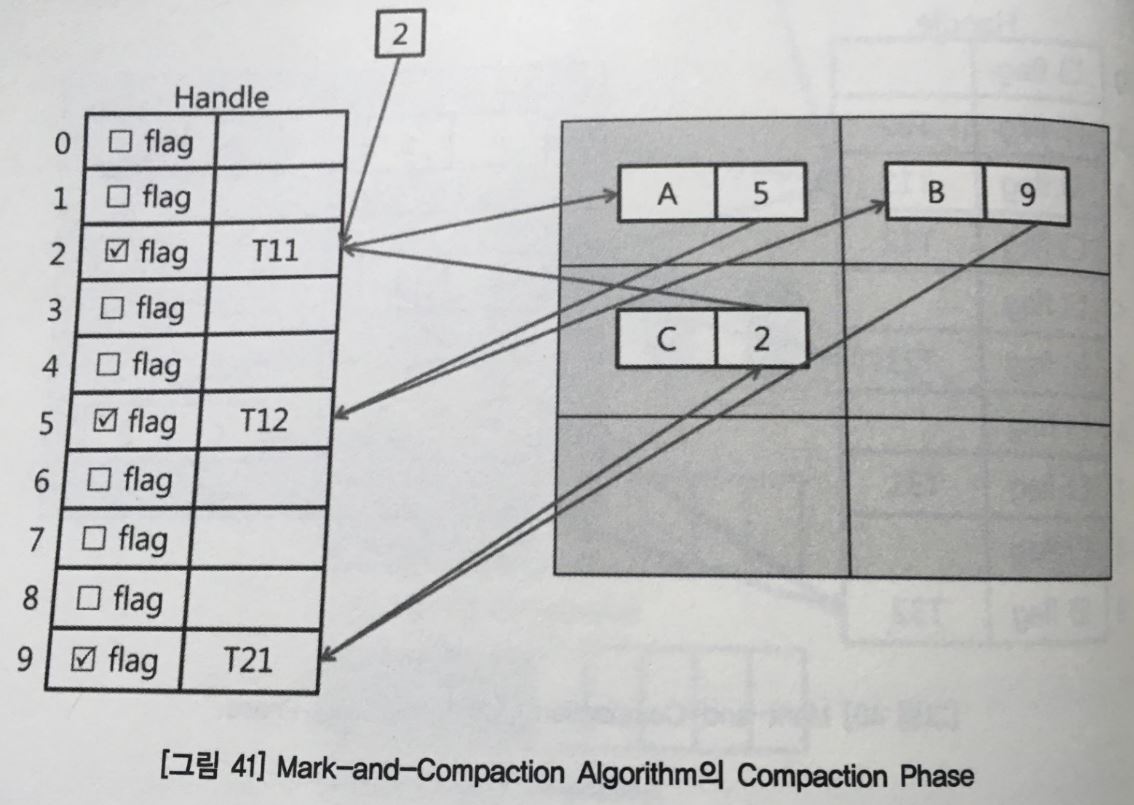 2
Handle
0 ☐ flag
1 ☐ flag
2 ☑ flag T11
3 ☐ flag
4 ☐ flag
5 ☑ flag T12
6 ☐ flag
7 ☐ flag
8 ☐ flag
9 ☑ flag T21
A 5
B 9
C 2
[그림 41] Mark-and-Compaction Algorithm의 Compaction Phase